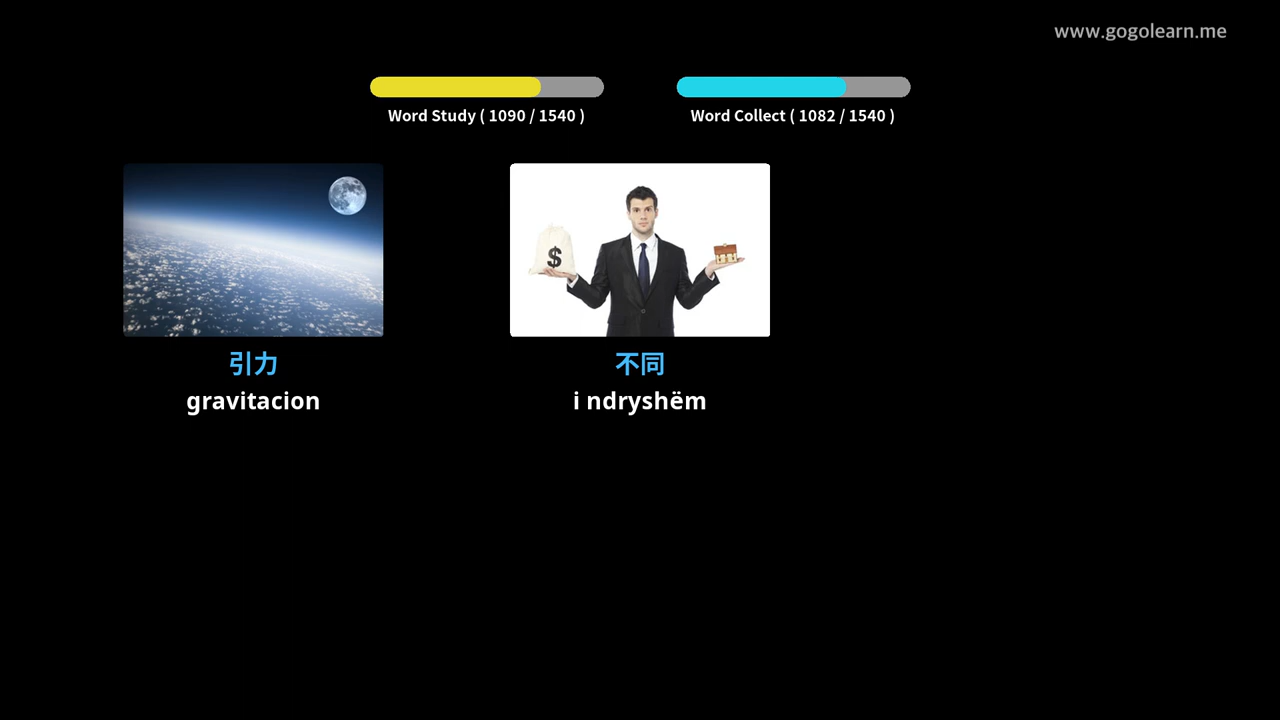 www.gogolearn.me
Word Study ( 1090 / 1540 )
Word Collect ( 1082 / 1540 )
$
引力
gravitacion
不同
i ndryshëm